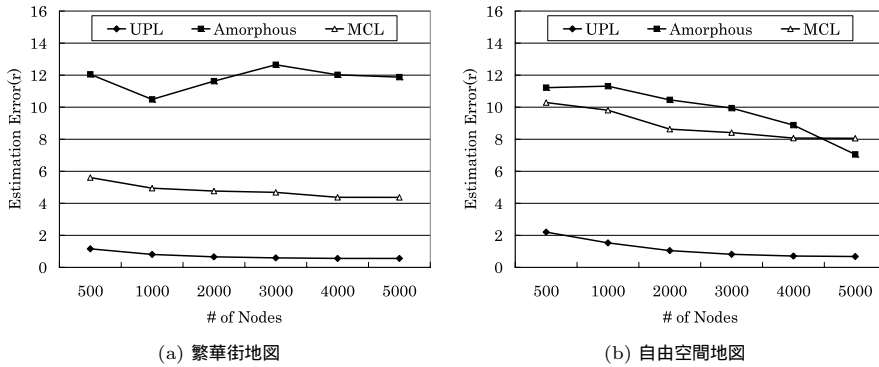 UPL Amorphous MCL
Estimation Error(r)
16
14
12
10
8
6
4
2
0
500 1000 2000 3000 4000 5000
# of Nodes
(a) 繁華街地図
UPL Amorphous MCL
Estimation Error(r)
16
14
12
10
8
6
4
2
0
500 1000 2000 3000 4000 5000
# of Nodes
(b) 自由空間地図